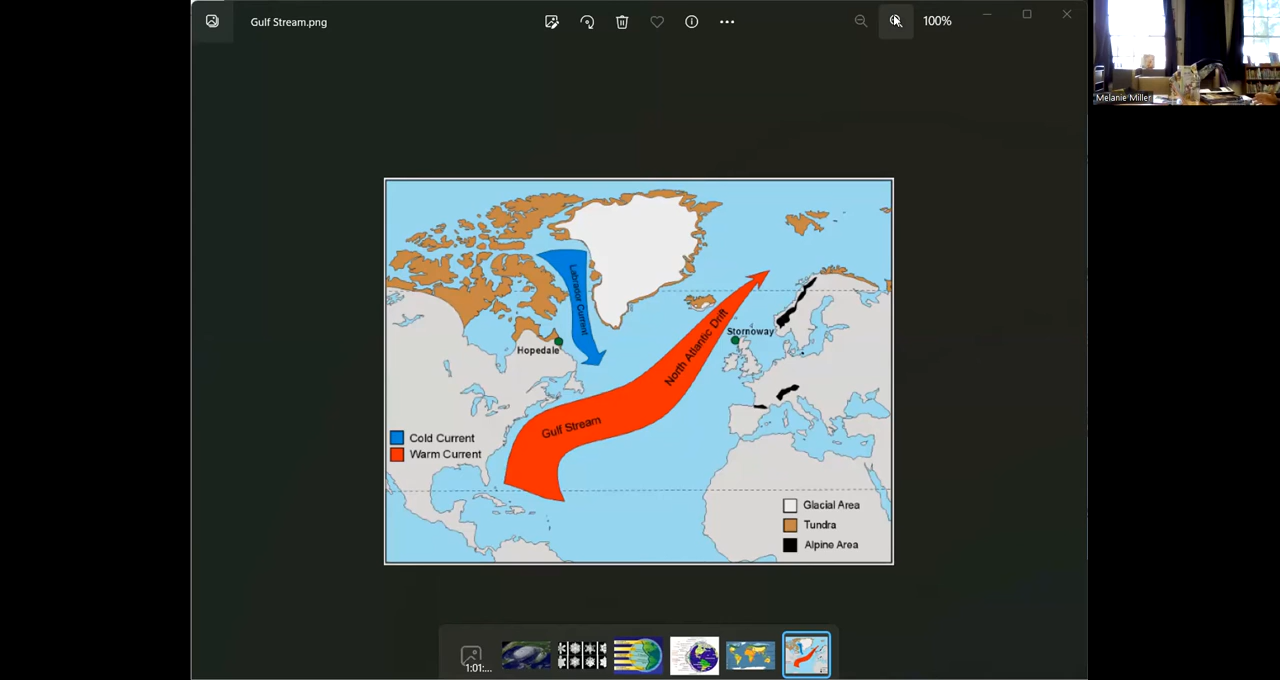 Gulf Stream.png
100%
Melanie Miller
Labrador Current
North Atlantic Drift
Stornoway
Hopedale
Gulf Stream
Cold Current
Warm Current
Glacial Area
Tundra
Alpine Area
1:01:...